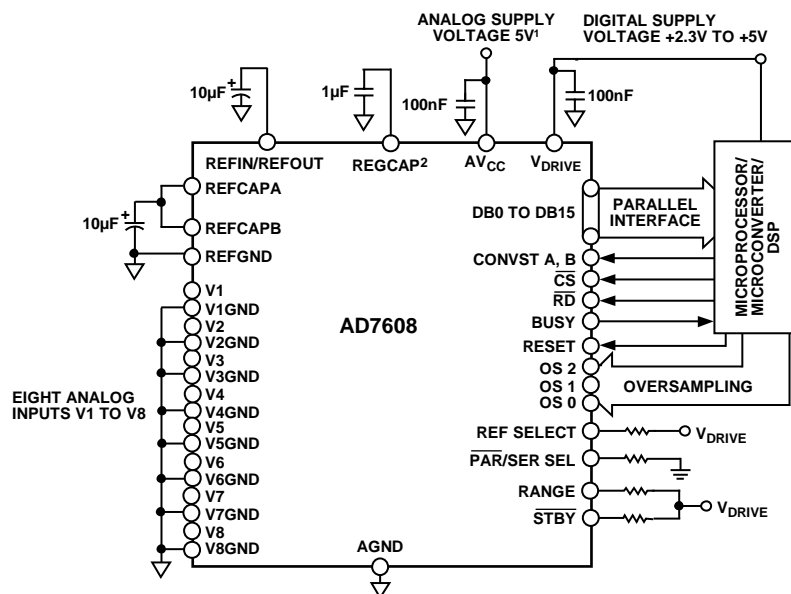 ANALOG SUPPLY
VOLTAGE 5V¹
DIGITAL SUPPLY
VOLTAGE +2.3V TO +5V
10µF
+
1µF
100nF
100nF
REFIN/REFOUT
REGCAP²
AVCC
VDRIVE
REFCAPA
10µF
+
REFCAPB
REFGND
DB0 TO DB15
PARALLEL
INTERFACE
MICROPROCESSOR/
MICROCONVERTER/
DSP
CONVST A, B
CS
RD
BUSY
RESET
OS 2
OS 1
OS 0
OVERSAMPLING
AD7608
V1
V1GND
V2
V2GND
V3
V3GND
V4
V4GND
V5
V5GND
V6
V6GND
V7
V7GND
V8
V8GND
EIGHT ANALOG
INPUTS V1 TO V8
REF SELECT
VDRIVE
PAR/SER SEL
RANGE
STBY
VDRIVE
AGND